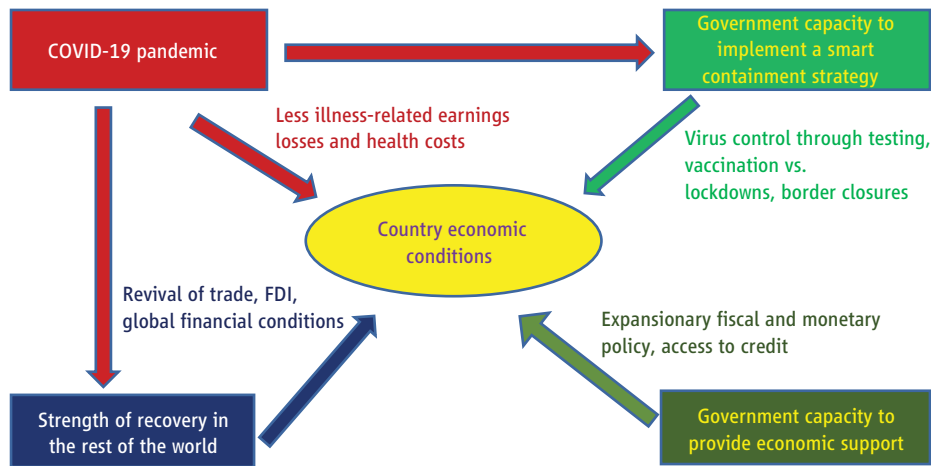 COVID-19 pandemic
Government capacity to
implement a smart
containment strategy
Less illness-related earnings
losses and health costs
Virus control through testing,
vaccination vs.
lockdowns, border closures
Country economic
conditions
Revival of trade, FDI,
global financial conditions
Expansionary fiscal and monetary
policy, access to credit
Strength of recovery in
the rest of the world
Government capacity to
provide economic support